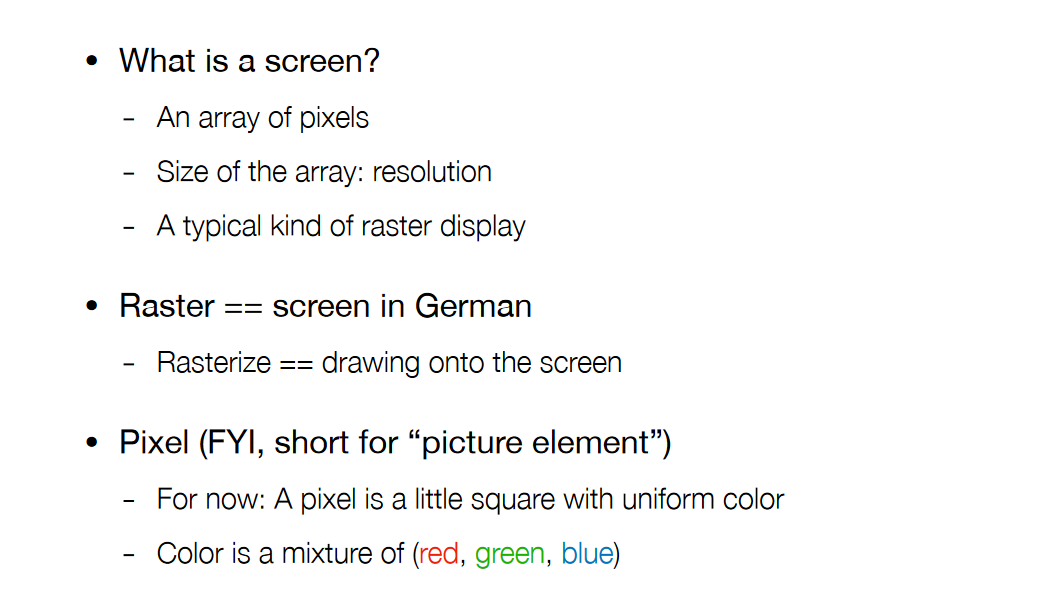 • What is a screen?
- An array of pixels
- Size of the array: resolution
- A typical kind of raster display
• Raster == screen in German
- Rasterize == drawing onto the screen
• Pixel (FYI, short for “picture element”)
- For now: A pixel is a little square with uniform color
- Color is a mixture of (red, green, blue)